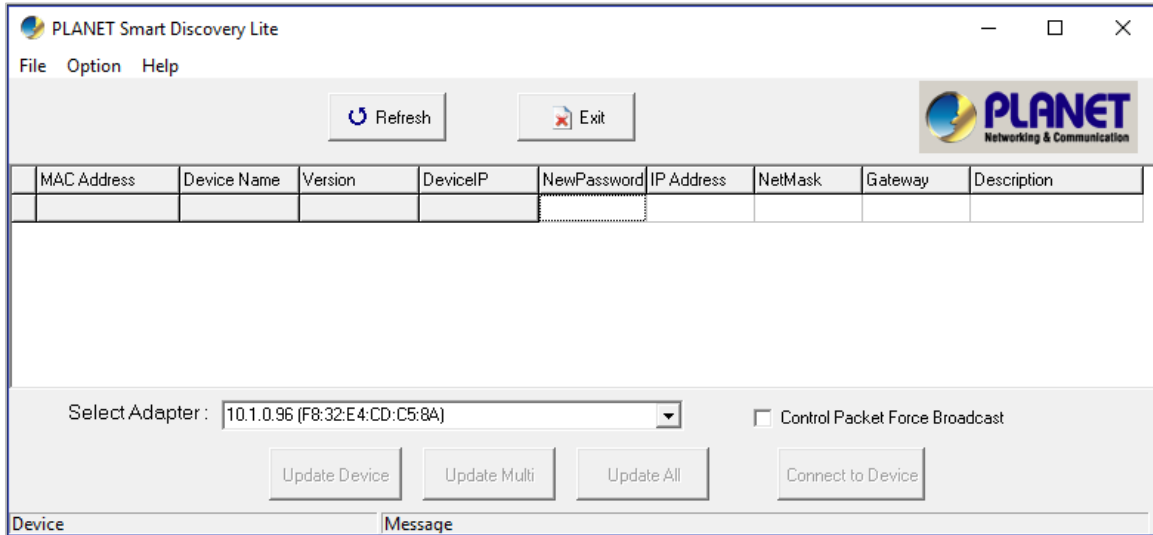 PLANET Smart Discovery Lite
File Option Help
Refresh Exit
PLANET
Networking & Communication
MAC Address Device Name Version DeviceIP NewPassword IP Address NetMask Gateway Description
Select Adapter : 10.1.0.96 (F8:32:E4:CD:C5:8A) Control Packet Force Broadcast
Update Device Update Multi Update All Connect to Device
Device Message